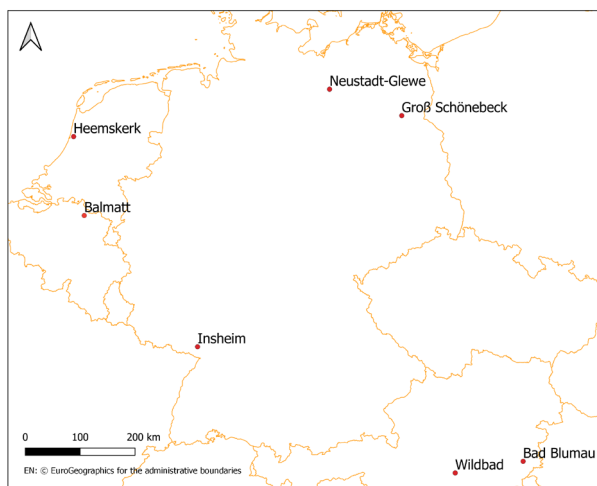 Neustadt-Glewe
Groß Schönebeck
Heemskerk
Balmatt
Insheim
0 100 200 km
Bad Blumau
Wildbad
EN: © EuroGeographics for the administrative boundaries